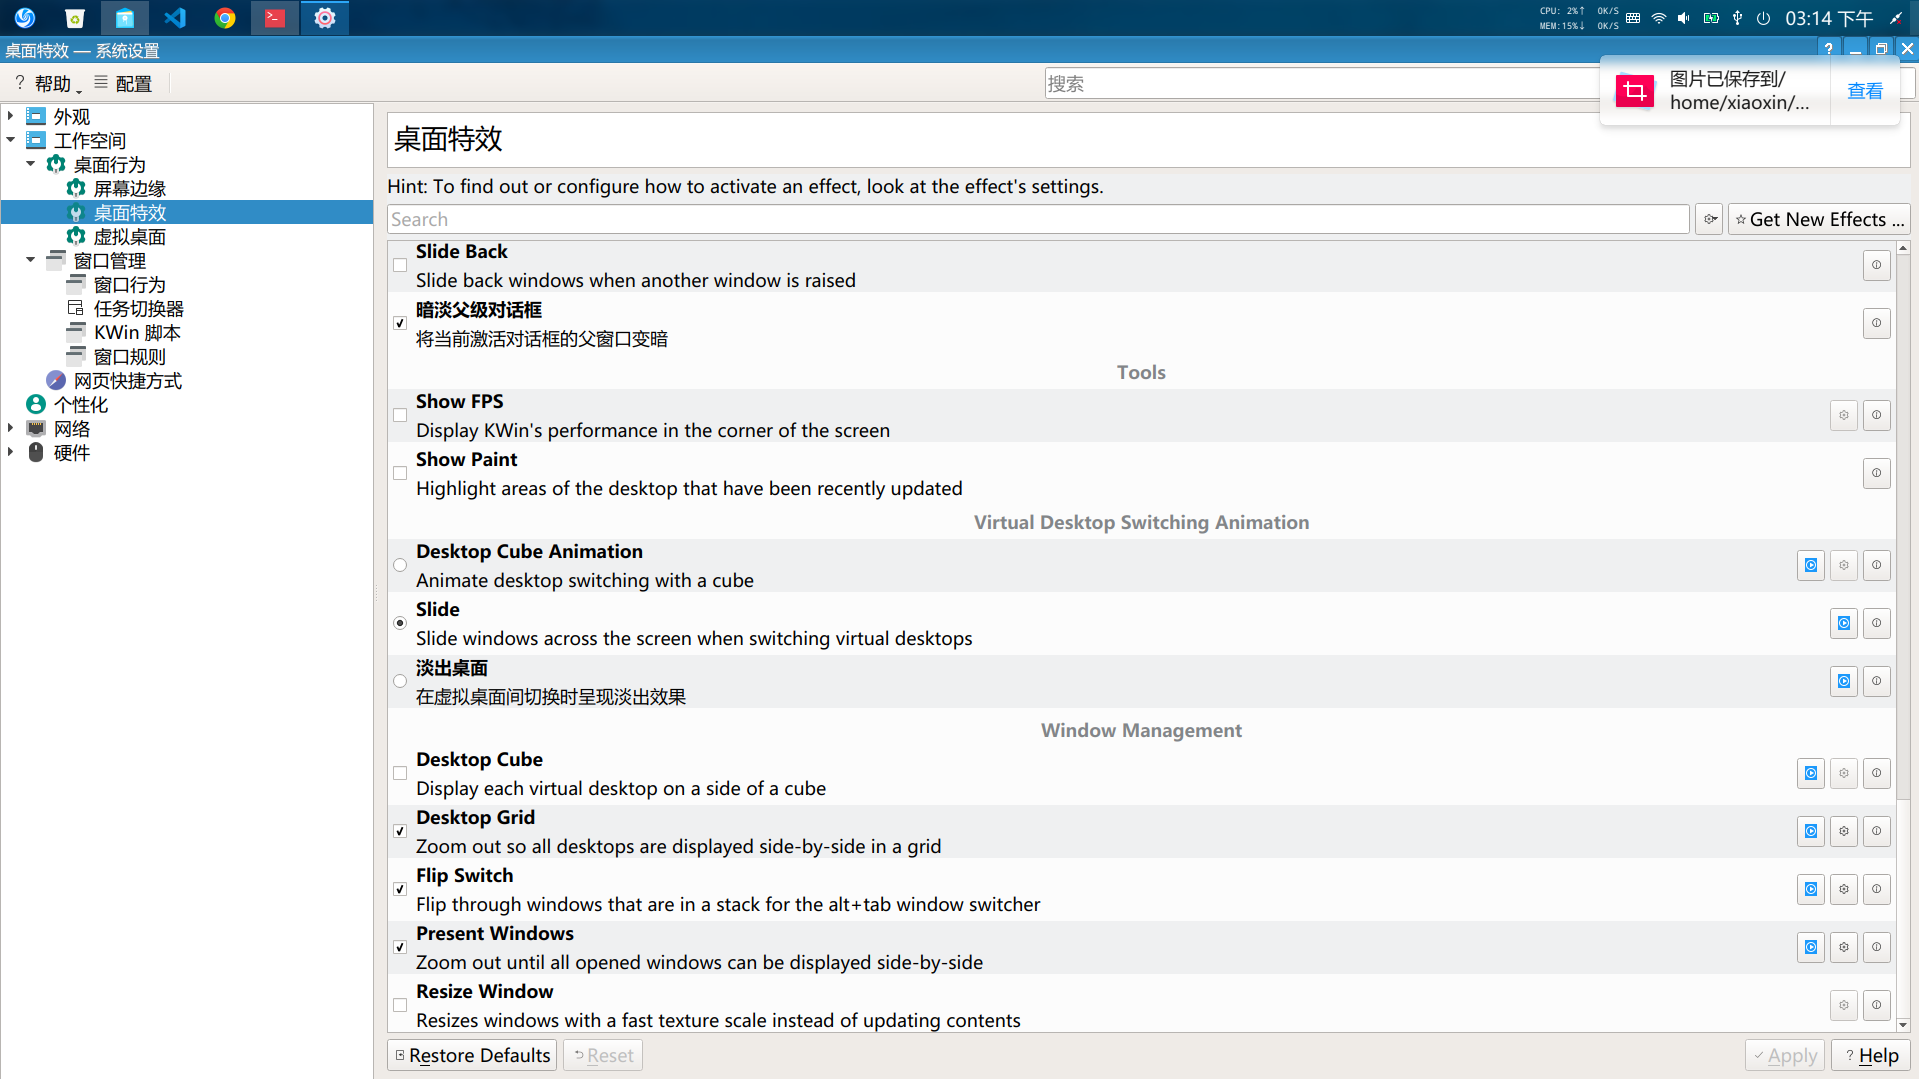 CPU: 2%↑ 0K/S
MEM:15%↓ 0K/S
03:14 下午
桌面特效 — 系统设置
? 帮助
配置
搜索
图片已保存到/
home/xiaoxin/...
查看
外观
工作空间
桌面行为
屏幕边缘
桌面特效
虚拟桌面
窗口管理
窗口行为
任务切换器
KWin 脚本
窗口规则
网页快捷方式
个性化
网络
硬件
桌面特效
Hint: To find out or configure how to activate an effect, look at the effect's settings.
Search
Get New Effects ...
Slide Back
Slide back windows when another window is raised
暗淡父级对话框
将当前激活对话框的父窗口变暗
Tools
Show FPS
Display KWin's performance in the corner of the screen
Show Paint
Highlight areas of the desktop that have been recently updated
Virtual Desktop Switching Animation
Desktop Cube Animation
Animate desktop switching with a cube
Slide
Slide windows across the screen when switching virtual desktops
淡出桌面
在虚拟桌面间切换时呈现淡出效果
Window Management
Desktop Cube
Display each virtual desktop on a side of a cube
Desktop Grid
Zoom out so all desktops are displayed side-by-side in a grid
Flip Switch
Flip through windows that are in a stack for the alt+tab window switcher
Present Windows
Zoom out until all opened windows can be displayed side-by-side
Resize Window
Resizes windows with a fast texture scale instead of updating contents
Restore Defaults
Reset
Apply
? Help